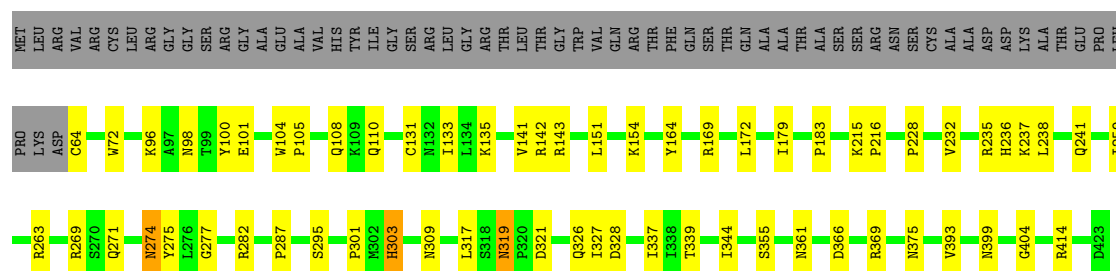 MET LEU ARG VAL ARG CYS LEU ARG GLY GLY SER ARG GLY ALA GLU ALA VAL HIS TYR ILE GLY SER ARG LEU GLY ARG THR LEU THR GLY TRP VAL GLN ARG THR PHE GLN SER THR GLN ALA ALA THR ALA SER SER ARG ASN SER CYS ALA ALA ASP ASP LYS ALA THR GLU PRO
PRO LYS ASP C64 W72 K96 A97 N98 T99 Y100 E101 W104 P105 Q108 K109 Q110 C131 N132 I133 L134 K135 V141 R142 R143 L151 K154 Y164 R169 L172 I179 P183 K215 P216 P228 V232 R235 H236 K237 L238 Q241
R263 R269 S270 Q271 N274 Y275 L276 G277 R282 P287 S295 P301 M302 H303 N309 L317 S318 N319 P320 D321 Q326 I327 D328 I337 I338 T339 I344 S355 N361 D366 R369 N375 V393 N399 G404 R414 D423